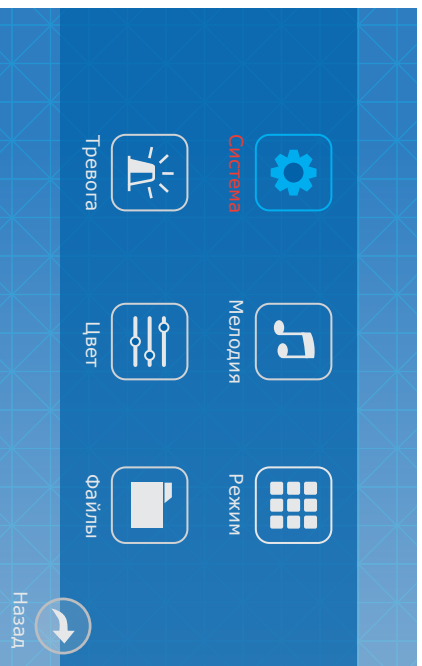 Система
Мелодия
Режим
Тревога
Цвет
Файлы
Назад